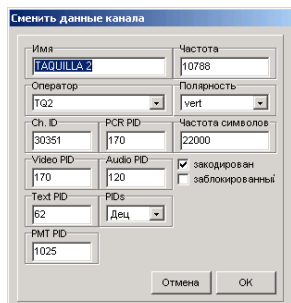 Сменить данные канала
Имя Частота
TAQUILLA 2 10788
Оператор Полярность
TQ2 vert
Ch. ID PCR PID Частота символов
30351 170 22000
Video PID Audio PID закодирован
170 120 заблокированный
Text PID PIDs
62 Дец
PMT PID
1025
Отмена OK